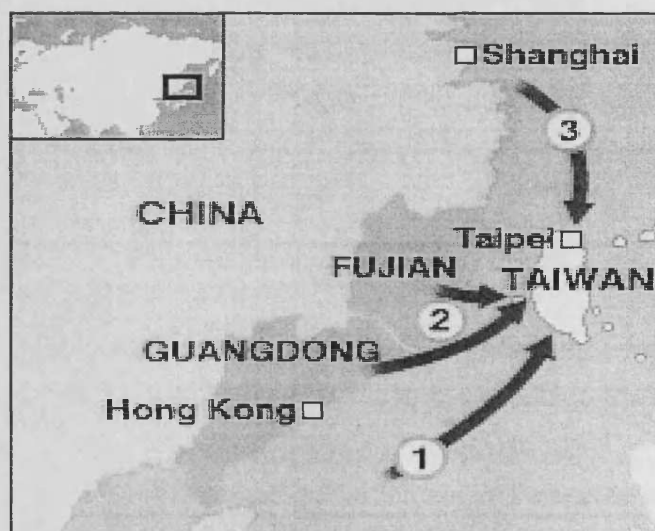 Shanghai
3
CHINA
Taipei
FUJIAN
TAIWAN
2
GUANGDONG
Hong Kong
1